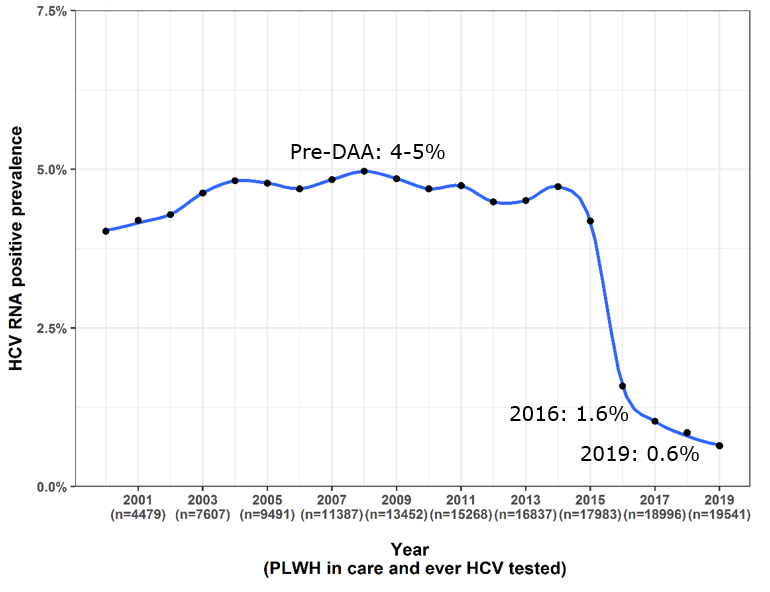 7.5%
Pre-DAA: 4-5%
5.0%
HCV RNA positive prevalence
2.5%
2016: 1.6%
2019: 0.6%
0.0%
2001 2003 2005 2007 2009 2011 2013 2015 2017 2019
(n=4479) (n=7607) (n=9491) (n=11387) (n=13452) (n=15268) (n=16837) (n=17983) (n=18996) (n=19541)
Year
(PLWH in care and ever HCV tested)